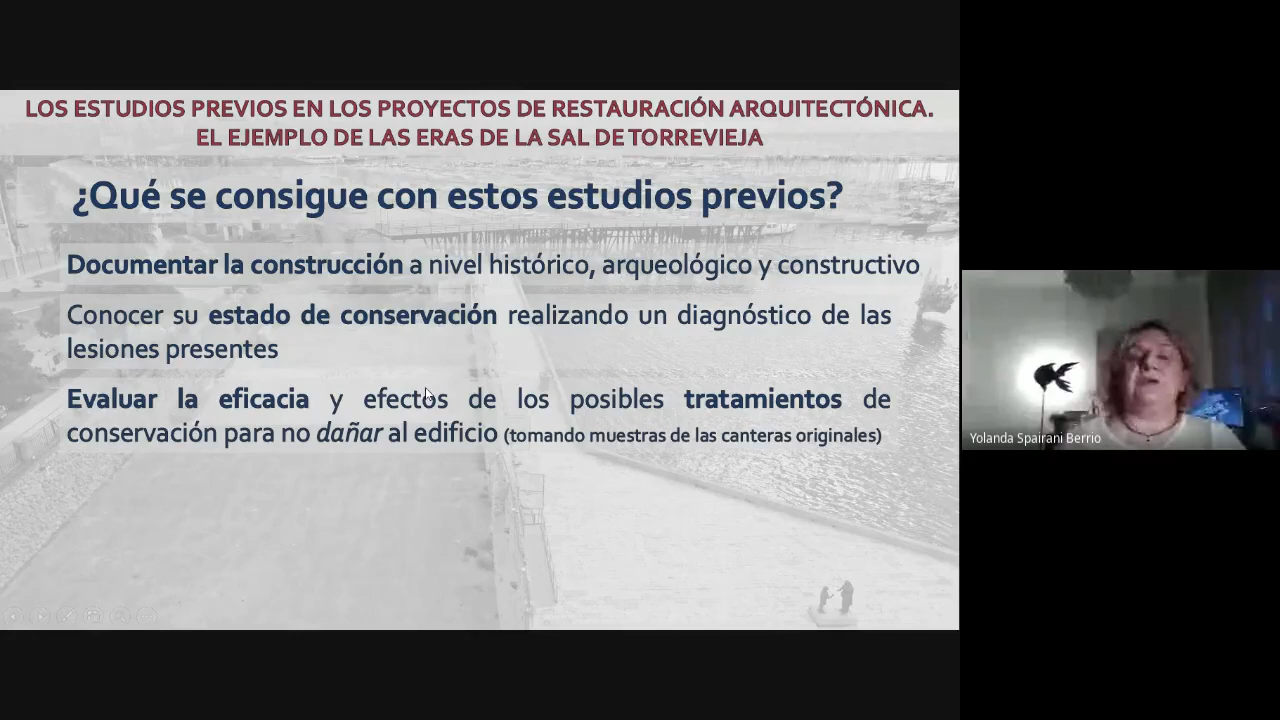 LOS ESTUDIOS PREVIOS EN LOS PROYECTOS DE RESTAURACIÓN ARQUITECTÓNICA.
EL EJEMPLO DE LAS ERAS DE LA SAL DE TORREVIEJA
¿Qué se consigue con estos estudios previos?
Documentar la construcción a nivel histórico, arqueológico y constructivo
Conocer su estado de conservación realizando un diagnóstico de las
lesiones presentes
Evaluar la eficacia y efectos de los posibles tratamientos de
conservación para no dañar al edificio (tomando muestras de las canteras originales)
Yolanda Spairani Berrio